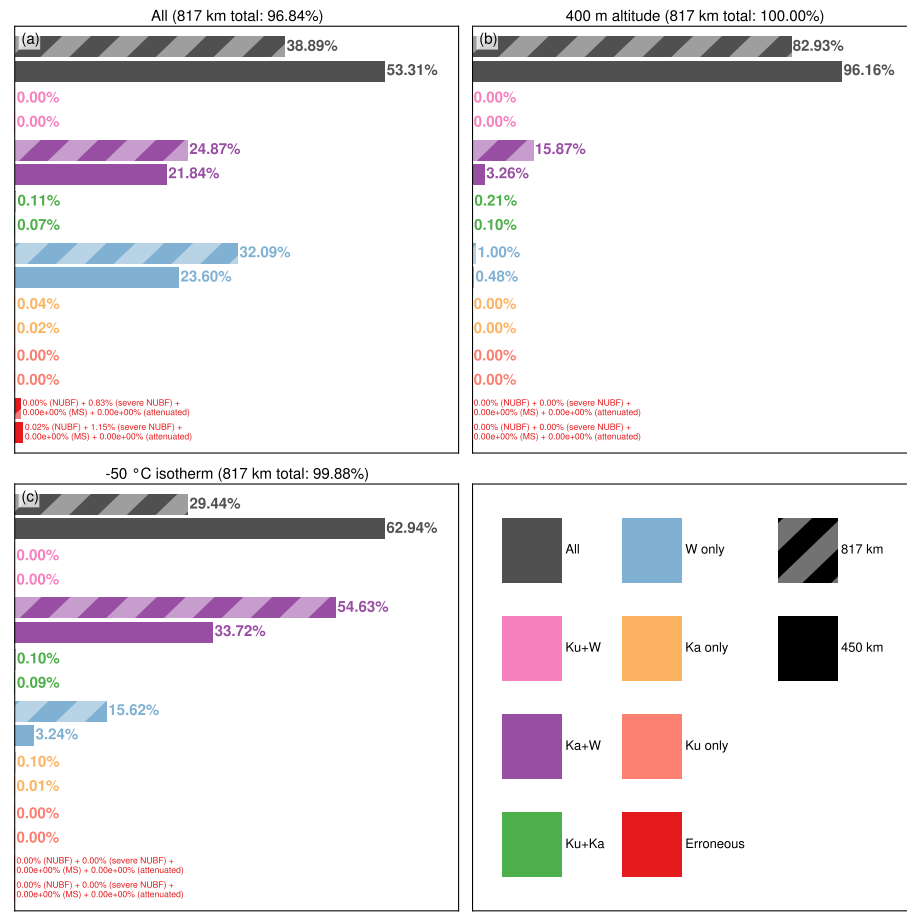 All (817 km total: 96.84%)
(a)
38.89%
53.31%
0.00%
0.00%
24.87%
21.84%
0.11%
0.07%
32.09%
23.60%
0.04%
0.02%
0.00%
0.00%
0.00% (NUBF) + 0.83% (severe NUBF) +
0.00e+00% (MS) + 0.00e+00% (attenuated)
0.02% (NUBF) + 1.15% (severe NUBF) +
0.00e+00% (MS) + 0.00e+00% (attenuated)
400 m altitude (817 km total: 100.00%)
(b)
82.93%
96.16%
0.00%
0.00%
15.87%
3.26%
0.21%
0.10%
1.00%
0.48%
0.00%
0.00%
0.00%
0.00%
0.00% (NUBF) + 0.00% (severe NUBF) +
0.00e+00% (MS) + 0.00e+00% (attenuated)
0.00% (NUBF) + 0.00% (severe NUBF) +
0.00e+00% (MS) + 0.00e+00% (attenuated)
-50 °C isotherm (817 km total: 99.88%)
(c)
29.44%
62.94%
0.00%
0.00%
54.63%
33.72%
0.10%
0.09%
15.62%
3.24%
0.10%
0.01%
0.00%
0.00%
0.00% (NUBF) + 0.00% (severe NUBF) +
0.00e+00% (MS) + 0.00e+00% (attenuated)
0.00% (NUBF) + 0.00% (severe NUBF) +
0.00e+00% (MS) + 0.00e+00% (attenuated)
All
W only
817 km
Ku+W
Ka only
450 km
Ka+W
Ku only
Ku+Ka
Erroneous